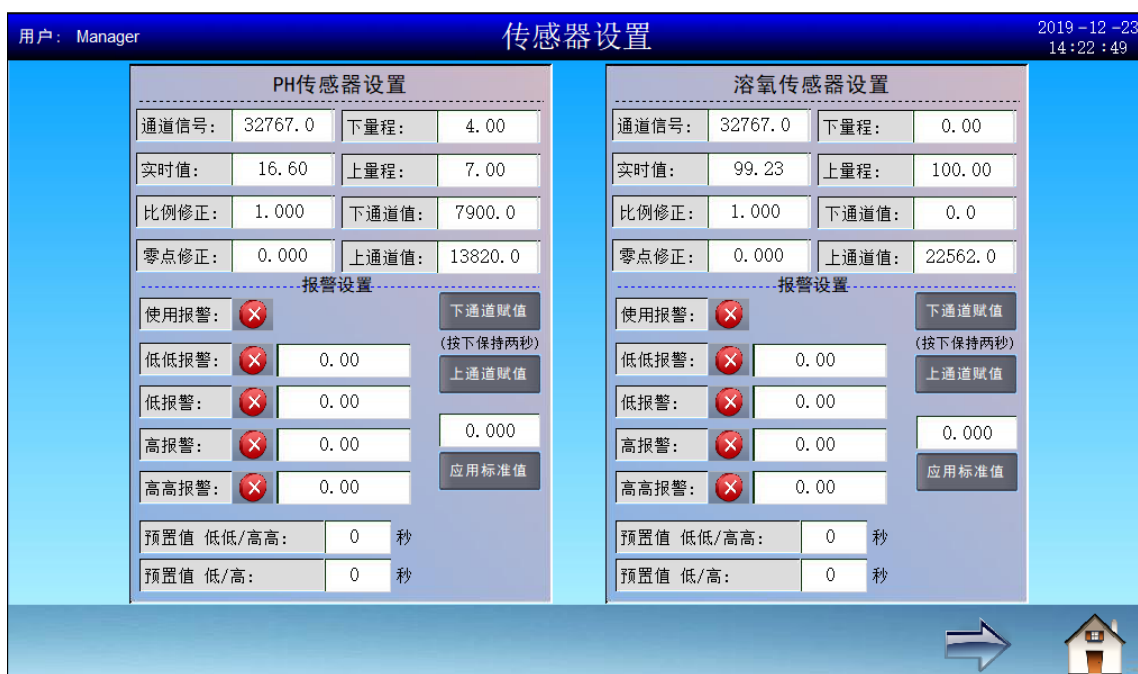 用户： Manager
传感器设置
2019-12-23
14:22:49
PH传感器设置
通道信号： 32767.0 下量程： 4.00
实时值： 16.60 上量程： 7.00
比例修正： 1.000 下通道值： 7900.0
零点修正： 0.000 上通道值： 13820.0
报警设置
使用报警： 下通道赋值
(按下保持两秒)
低低报警： 0.00 上通道赋值
低报警： 0.00
0.000
高报警： 0.00
应用标准值
高高报警： 0.00
预置值 低低/高高： 0 秒
预置值 低/高： 0 秒
溶氧传感器设置
通道信号： 32767.0 下量程： 0.00
实时值： 99.23 上量程： 100.00
比例修正： 1.000 下通道值： 0.0
零点修正： 0.000 上通道值： 22562.0
报警设置
使用报警： 下通道赋值
(按下保持两秒)
低低报警： 0.00 上通道赋值
低报警： 0.00
0.000
高报警： 0.00
应用标准值
高高报警： 0.00
预置值 低低/高高： 0 秒
预置值 低/高： 0 秒